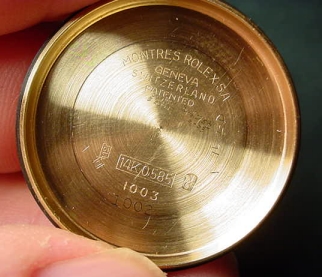 MONTRES ROLEX S.A
GENEVA
SWITZERLAND
PATENTED
14K 0,585
1003